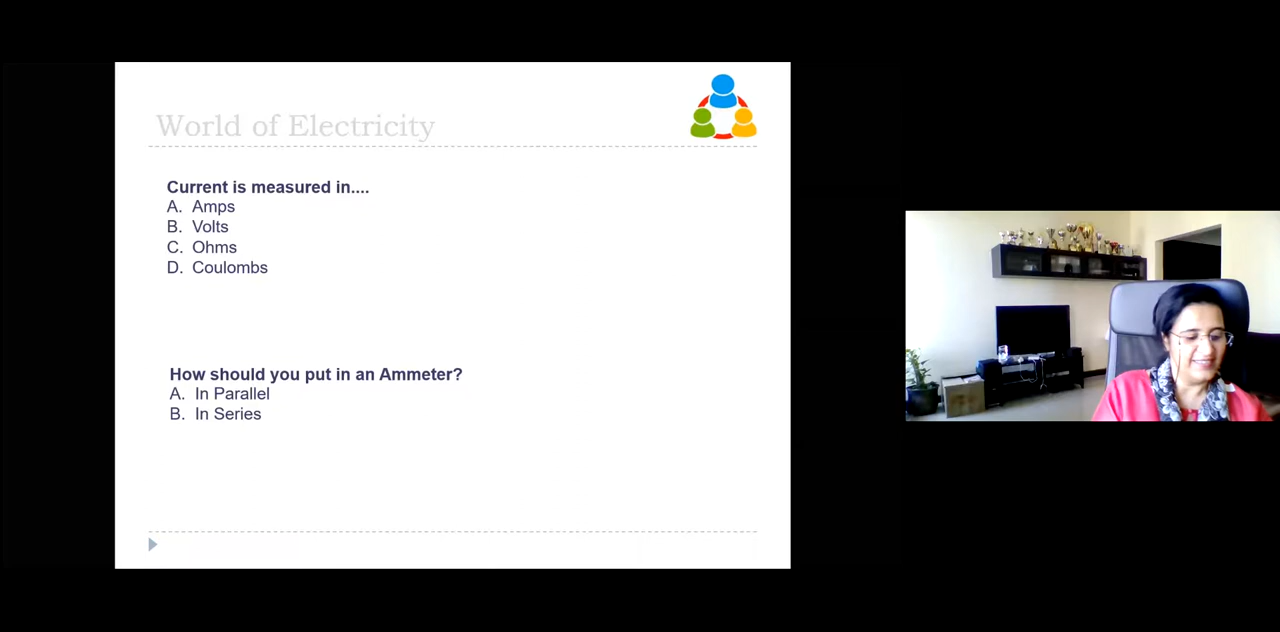 World of Electricity
Current is measured in....
A. Amps
B. Volts
C. Ohms
D. Coulombs
How should you put in an Ammeter?
A. In Parallel
B. In Series